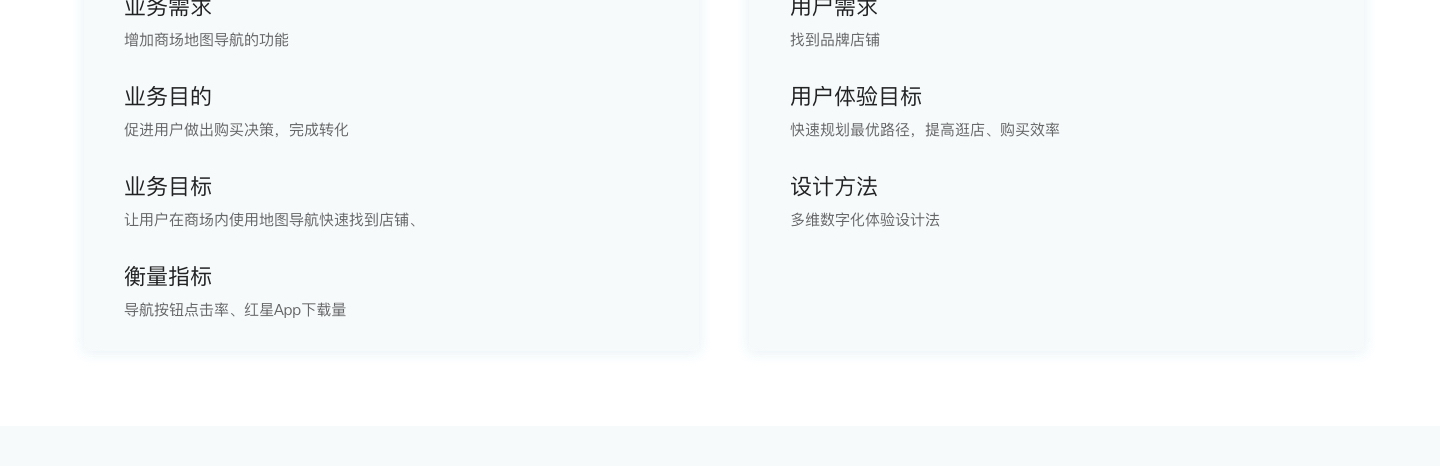 业务需求
增加商场地图导航的功能
业务目的
促进用户做出购买决策，完成转化
业务目标
让用户在商场内使用地图导航快速找到店铺、
衡量指标
导航按钮点击率、红星App下载量
用户需求
找到品牌店铺
用户体验目标
快速规划最优路径，提高逛店、购买效率
设计方法
多维数字化体验设计法